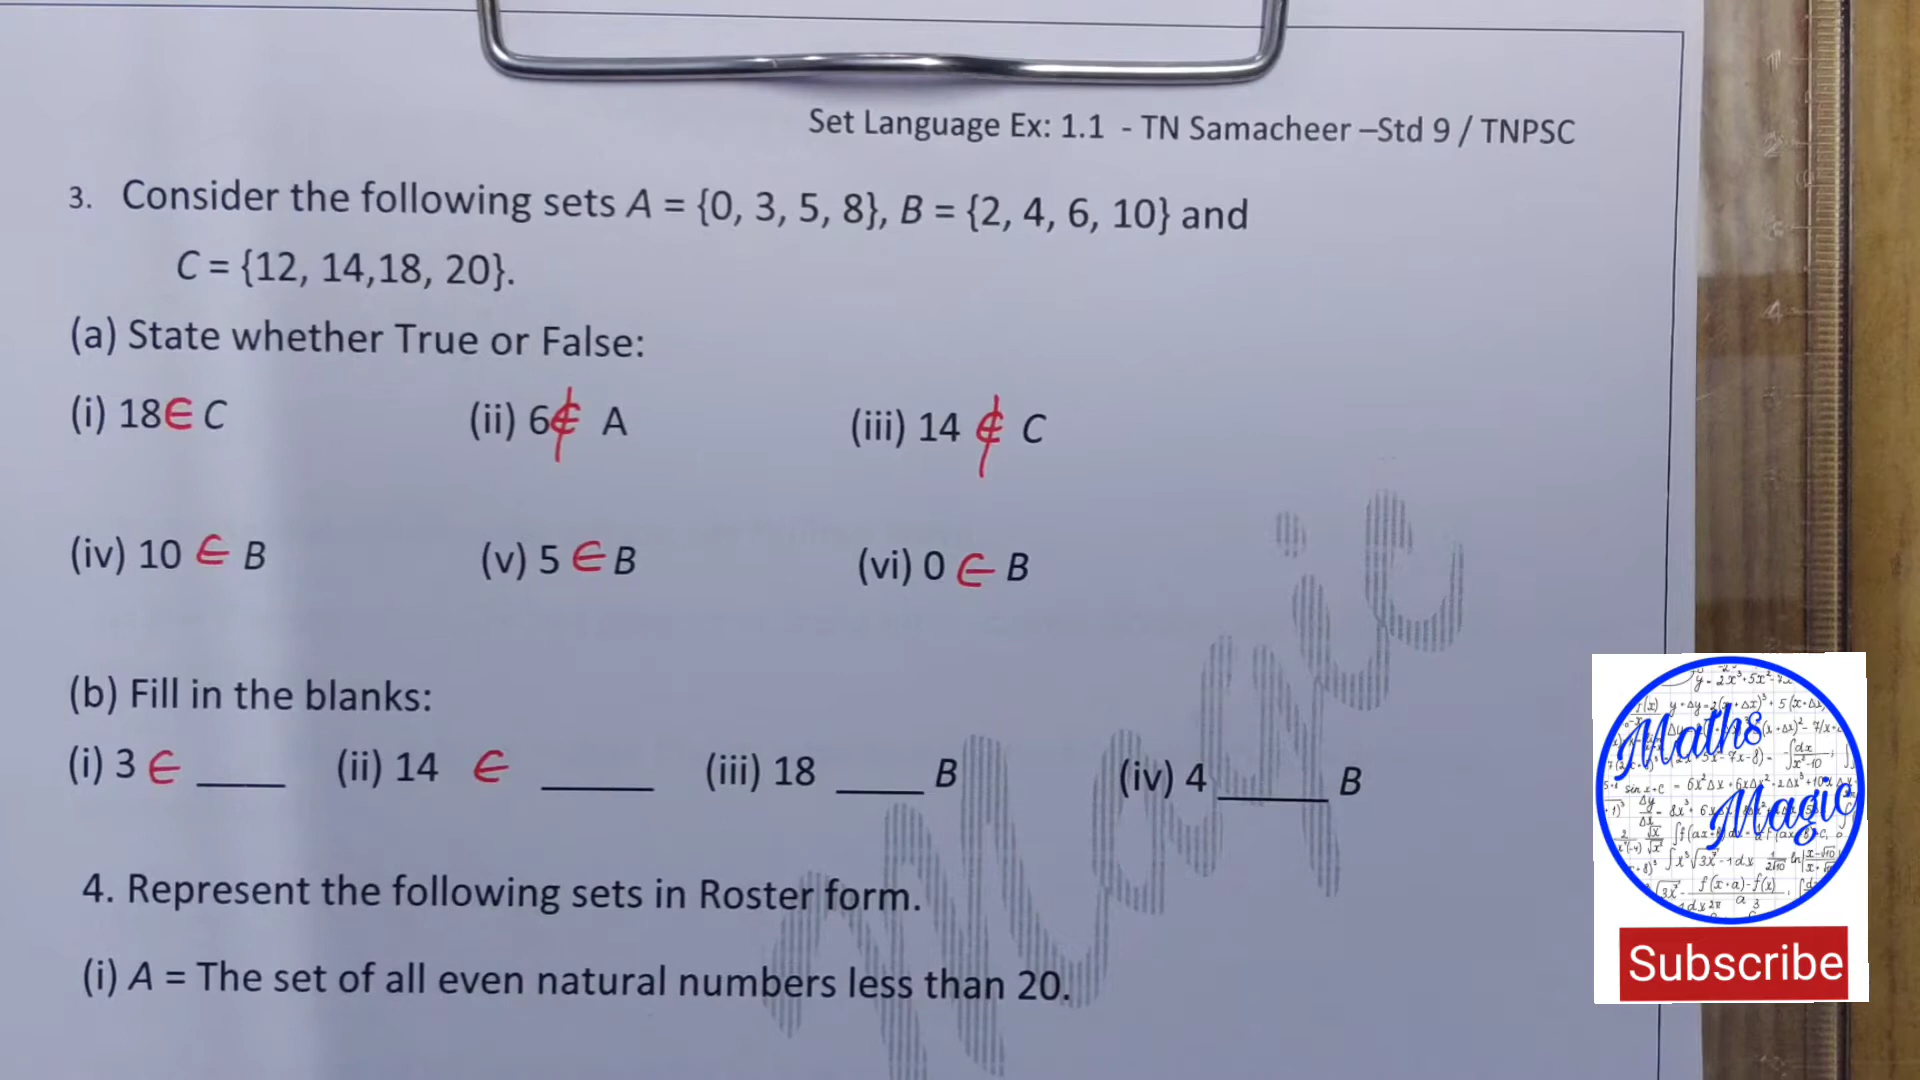 Set Language Ex: 1.1 - TN Samacheer –Std 9 / TNPSC
3. Consider the following sets A = {0, 3, 5, 8}, B = {2, 4, 6, 10} and
C = {12, 14,18, 20}.
(a) State whether True or False:
(i) 18 ∈ C (ii) 6 ∉ A (iii) 14 ∉ C
(iv) 10 ∈ B (v) 5 ∈ B (vi) 0 ∈ B
(b) Fill in the blanks:
(i) 3 ∈ ____ (ii) 14 ∈ ____ (iii) 18 ____ B (iv) 4 ____ B
4. Represent the following sets in Roster form.
(i) A = The set of all even natural numbers less than 20.
Magic
Maths
Magic
Subscribe